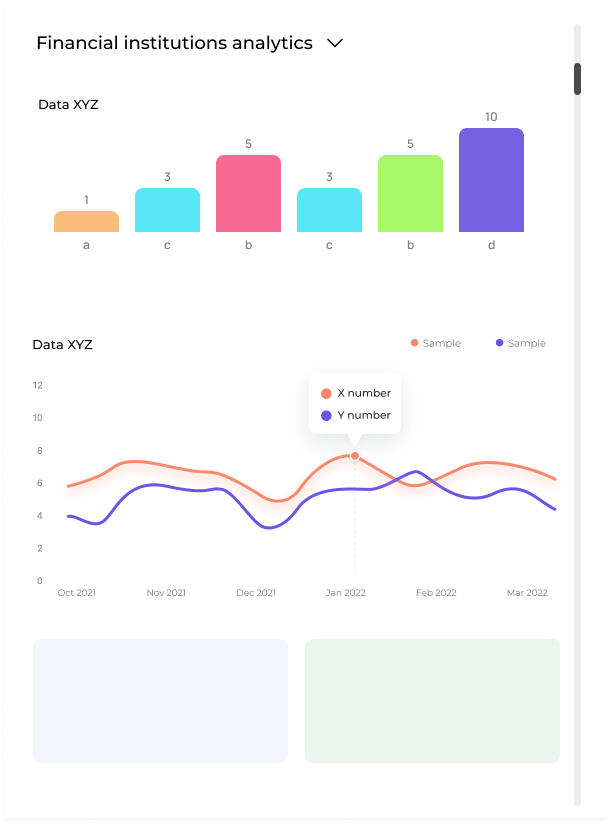 Financial institutions analytics
Data XYZ
10
5
5
3
3
1
a
c
b
c
b
d
Data XYZ
Sample
Sample
X number
Y number
12
10
8
6
4
2
0
Oct 2021
Nov 2021
Dec 2021
Jan 2022
Feb 2022
Mar 2022